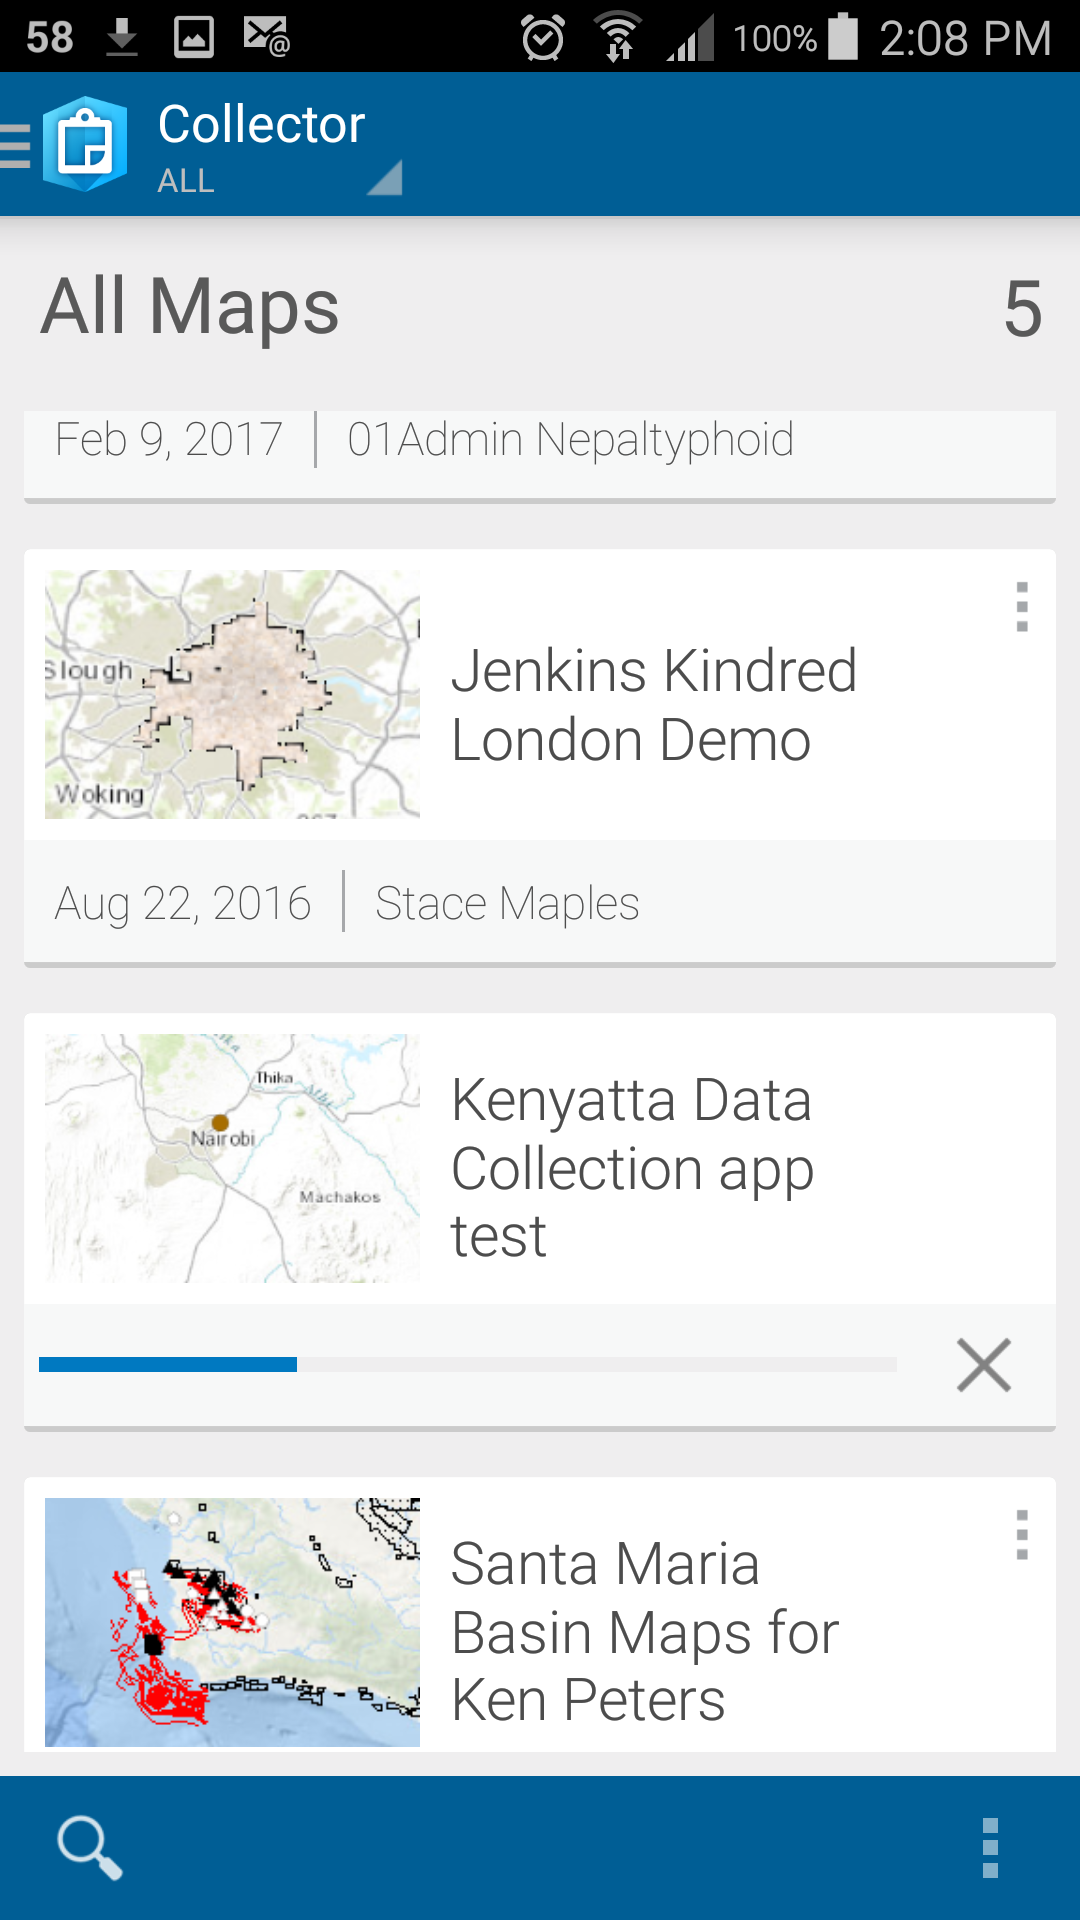 58
100%
2:08 PM
Collector
ALL
All Maps
5
Feb 9, 2017
01Admin Nepaltyphoid
Slough
Woking
Jenkins Kindred
London Demo
Aug 22, 2016
Stace Maples
Thika
Nairobi
Machakos
Kenyatta Data
Collection app
test
Santa Maria
Basin Maps for
Ken Peters